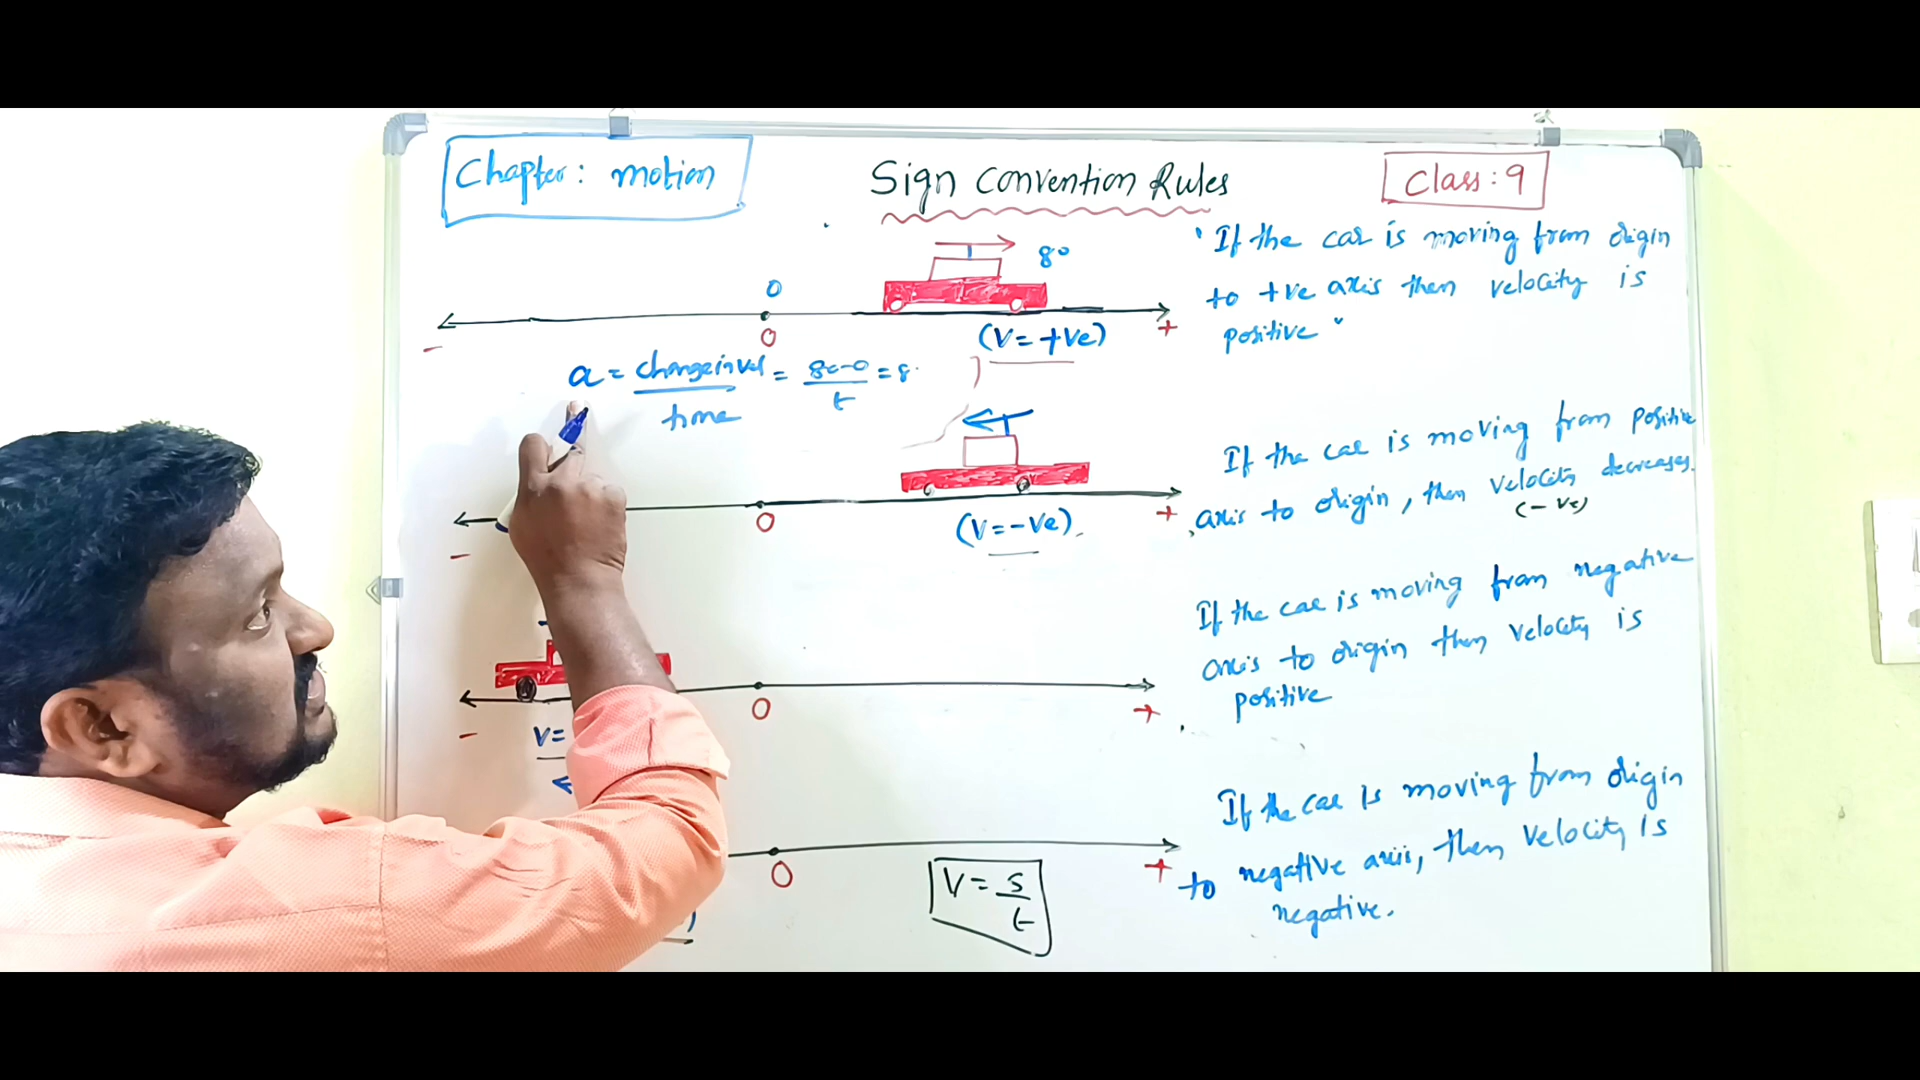 Chapter: motion
Sign Convention Rules
Class: 9
0
80
-
0
(V=+Ve)
+
a = change in vel = 80-0 = 8
time t
-
0
(V=-Ve)
+
-
V=
0
+
0
V= s
t
+
"If the car is moving from origin
to +ve axis then velocity is
positive"
If the car is moving from positive
axis to origin, then velocity decreases.
(-ve)
If the car is moving from negative
axis to origin then velocity is
positive
If the car is moving from origin
to negative axis, then velocity is
negative.